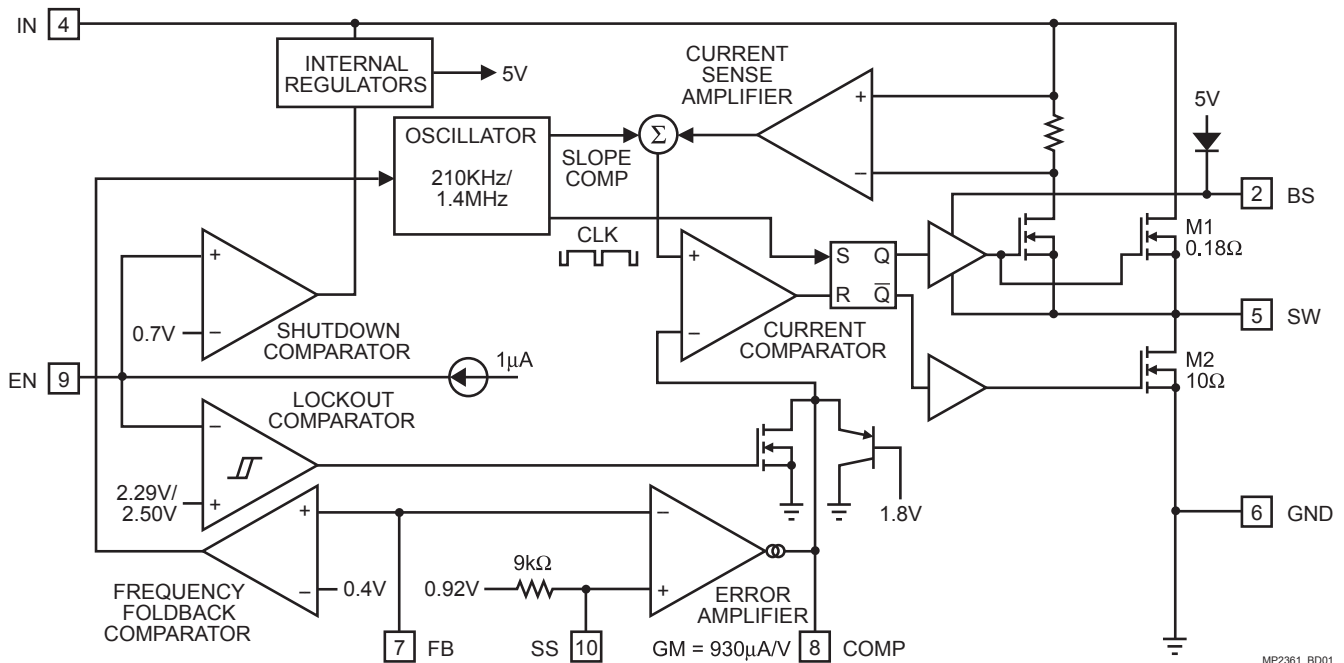 IN 4
INTERNAL
REGULATORS
5V
CURRENT
SENSE
AMPLIFIER
+
–
5V
OSCILLATOR
210KHz/
1.4MHz
Σ
SLOPE
COMP
CLK
2 BS
M1
0.18Ω
+
–
0.7V
SHUTDOWN
COMPARATOR
+
–
CURRENT
COMPARATOR
S Q
R Q̅
5 SW
M2
10Ω
EN 9
1µA
LOCKOUT
COMPARATOR
–
+
2.29V/
2.50V
1.8V
6 GND
+
–
0.4V
FREQUENCY
FOLDBACK
COMPARATOR
0.92V
9kΩ
–
+
ERROR
AMPLIFIER
7 FB
SS 10
GM = 930µA/V
8 COMP
MP2361_BD01